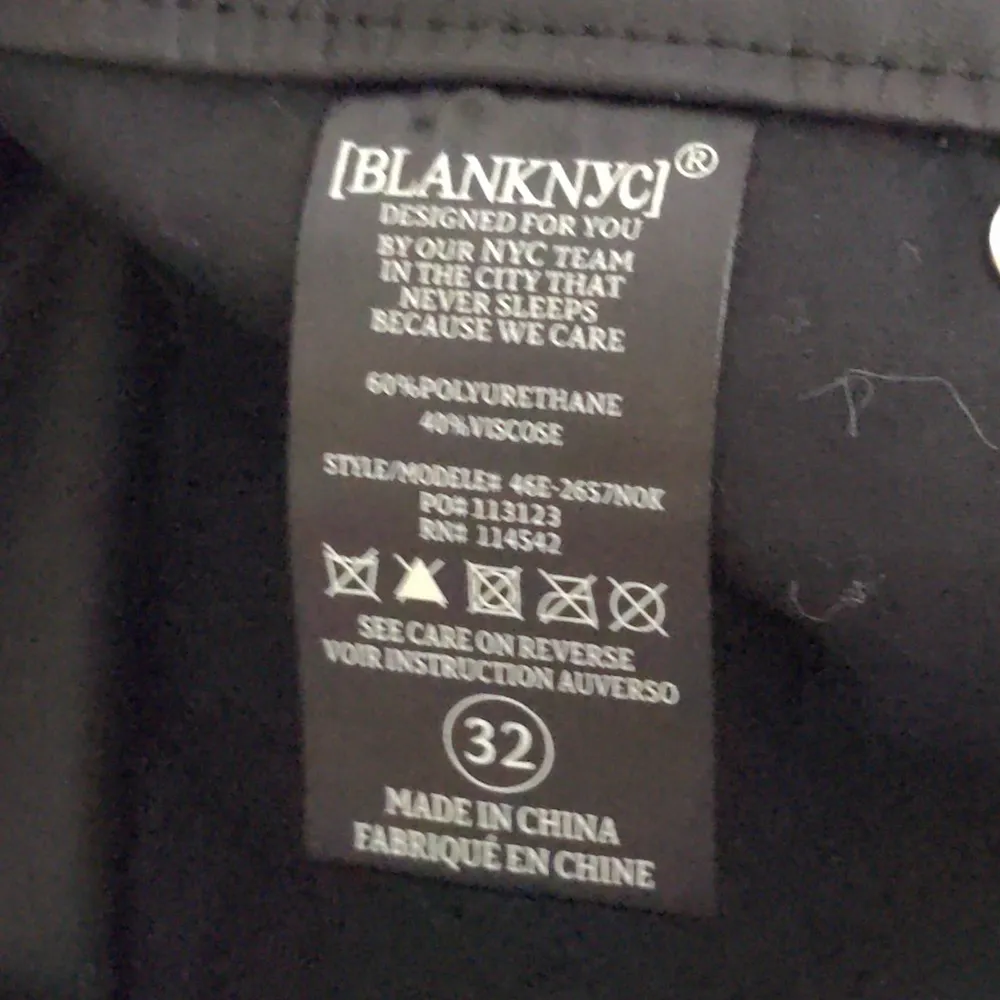 [BLANKNYC]®
DESIGNED FOR YOU
BY OUR NYC TEAM
IN THE CITY THAT
NEVER SLEEPS
BECAUSE WE CARE
60%POLYURETHANE
40%VISCOSE
STYLE/MODELE# 46E-2657NOK
PO# 113123
RN# 114542
SEE CARE ON REVERSE
VOIR INSTRUCTION AUVERSO
32
MADE IN CHINA
FABRIQUÉ EN CHINE